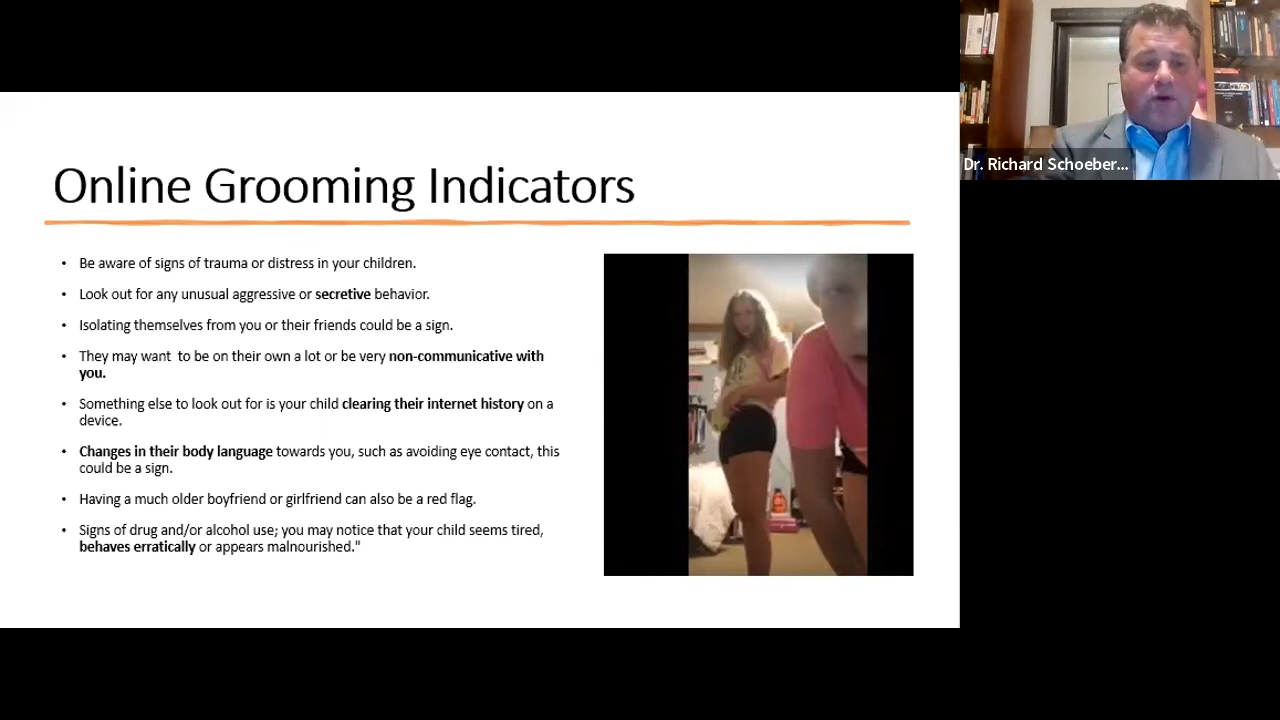 Online Grooming Indicators
• Be aware of signs of trauma or distress in your children.
• Look out for any unusual aggressive or secretive behavior.
• Isolating themselves from you or their friends could be a sign.
• They may want  to be on their own a lot or be very non-communicative with
you.
• Something else to look out for is your child clearing their internet history on a
device.
• Changes in their body language towards you, such as avoiding eye contact, this
could be a sign.
• Having a much older boyfriend or girlfriend can also be a red flag.
• Signs of drug and/or alcohol use; you may notice that your child seems tired,
behaves erratically or appears malnourished."
Dr. Richard Schoeber...